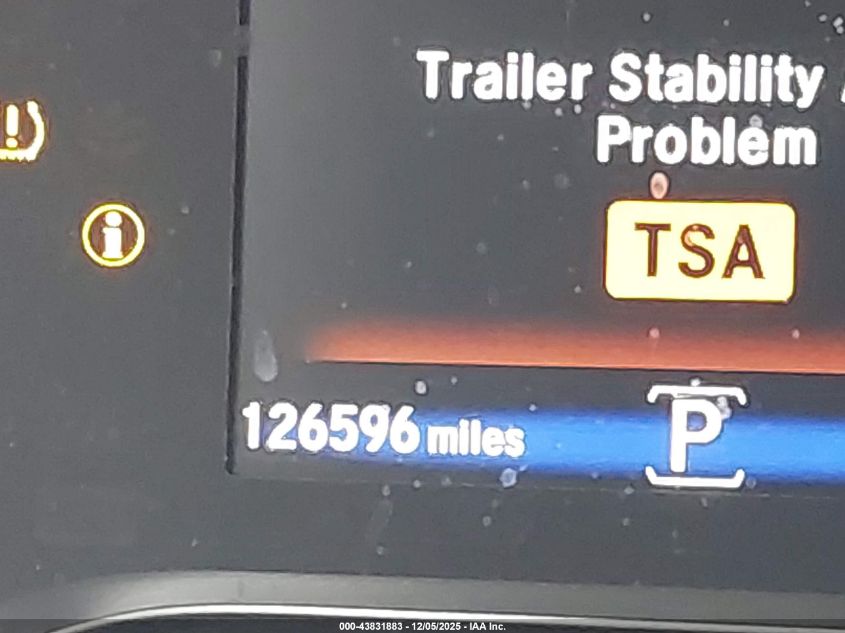 Trailer Stability
Problem
TSA
126596 miles
P
000-43831883 - 12/05/2025 - IAA Inc.